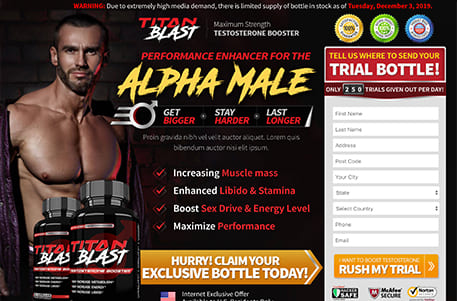 WARNING: Due to extremely high media demand, there is limited supply of bottle in stock as of Tuesday, December 3, 2019.
TITAN
BLAST
Maximum Strength
TESTOSTERONE BOOSTER
100%
100%
100%
PERFORMANCE ENHANCER FOR THE
ALPHA MALE
GET BIGGER
STAY HARDER
LAST LONGER
Proin gravida nibh vel velit auctor aliquet. Lorem quis
bibendum auctor nisi elit ipsum.
Increasing Muscle mass
Enhanced Libido & Stamina
Boost Sex Drive & Energy Level
Maximize Performance
HURRY! CLAIM YOUR
EXCLUSIVE BOTTLE TODAY!
Internet Exclusive Offer
TITAN
BLAST
TESTOSTERONE BOOSTER
TELL US WHERE TO SEND YOUR
TRIAL BOTTLE!
ONLY 250 TRIALS GIVEN OUT PER DAY!
First Name
Last Name
Address
Post Code
Your City
State
Select Country
Phone
Email
I WANT TO BOOST TESTOSTERONE
RUSH MY TRIAL
HACKER SAFE
McAfee SECURE
Norton